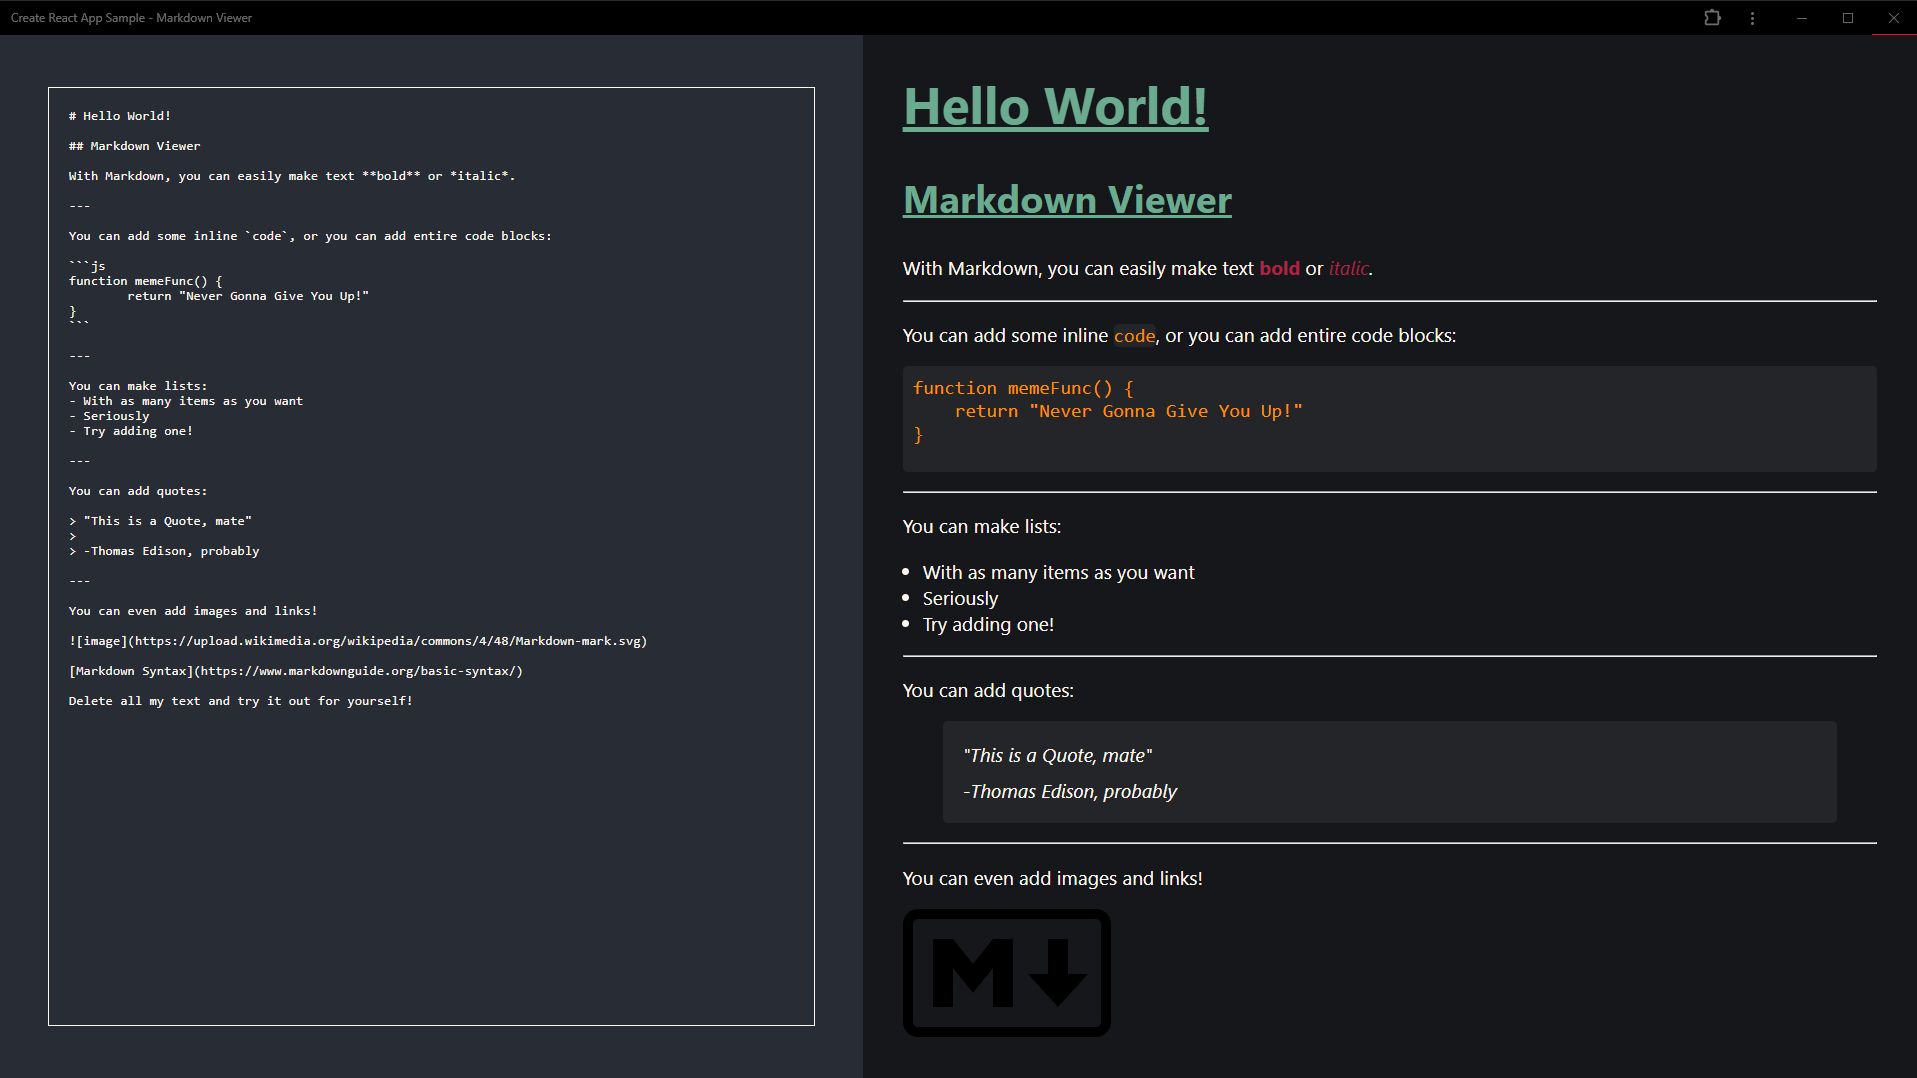 Create React App Sample - Markdown Viewer
# Hello World!
## Markdown Viewer
With Markdown, you can easily make text **bold** or *italic*.
---
You can add some inline `code`, or you can add entire code blocks:
```js
function memeFunc() {
        return "Never Gonna Give You Up!"
}
```
---
You can make lists:
- With as many items as you want
- Seriously
- Try adding one!
---
You can add quotes:
> "This is a Quote, mate"
>
> -Thomas Edison, probably
---
You can even add images and links!
![image](https://upload.wikimedia.org/wikipedia/commons/4/48/Markdown-mark.svg)
[Markdown Syntax](https://www.markdownguide.org/basic-syntax/)
Delete all my text and try it out for yourself!
Hello World!
Markdown Viewer
With Markdown, you can easily make text bold or italic.
You can add some inline code, or you can add entire code blocks:
function memeFunc() {
    return "Never Gonna Give You Up!"
}
You can make lists:
• With as many items as you want
• Seriously
• Try adding one!
You can add quotes:
"This is a Quote, mate"
-Thomas Edison, probably
You can even add images and links!
M